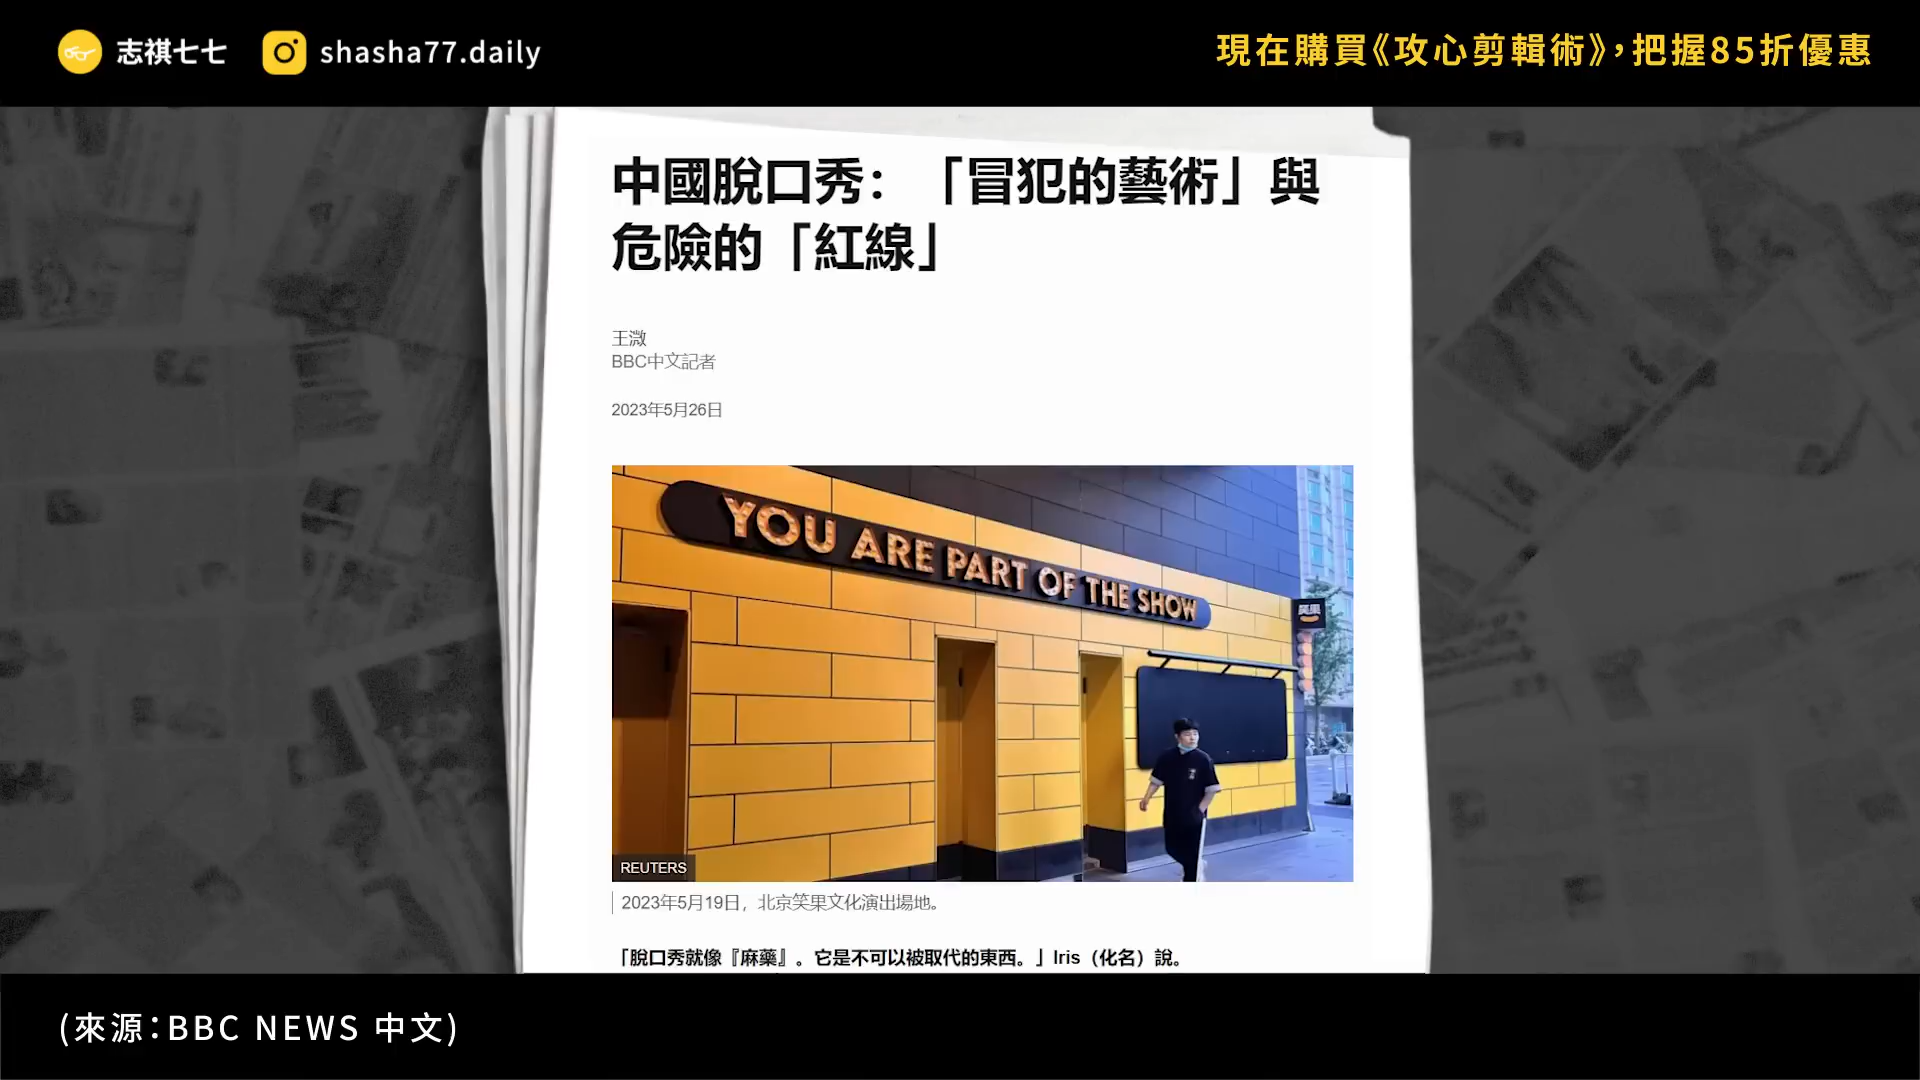 志祺七七
shasha77.daily
現在購買《攻心剪輯術》,把握85折優惠
中國脫口秀：「冒犯的藝術」與
危險的「紅線」
王溦
BBC中文記者
2023年5月26日
YOU ARE PART OF THE SHOW
笑果
REUTERS
2023年5月19日，北京笑果文化演出場地。
「脫口秀就像『麻藥』。它是不可以被取代的東西。」Iris（化名）說。
(來源:BBC NEWS 中文)